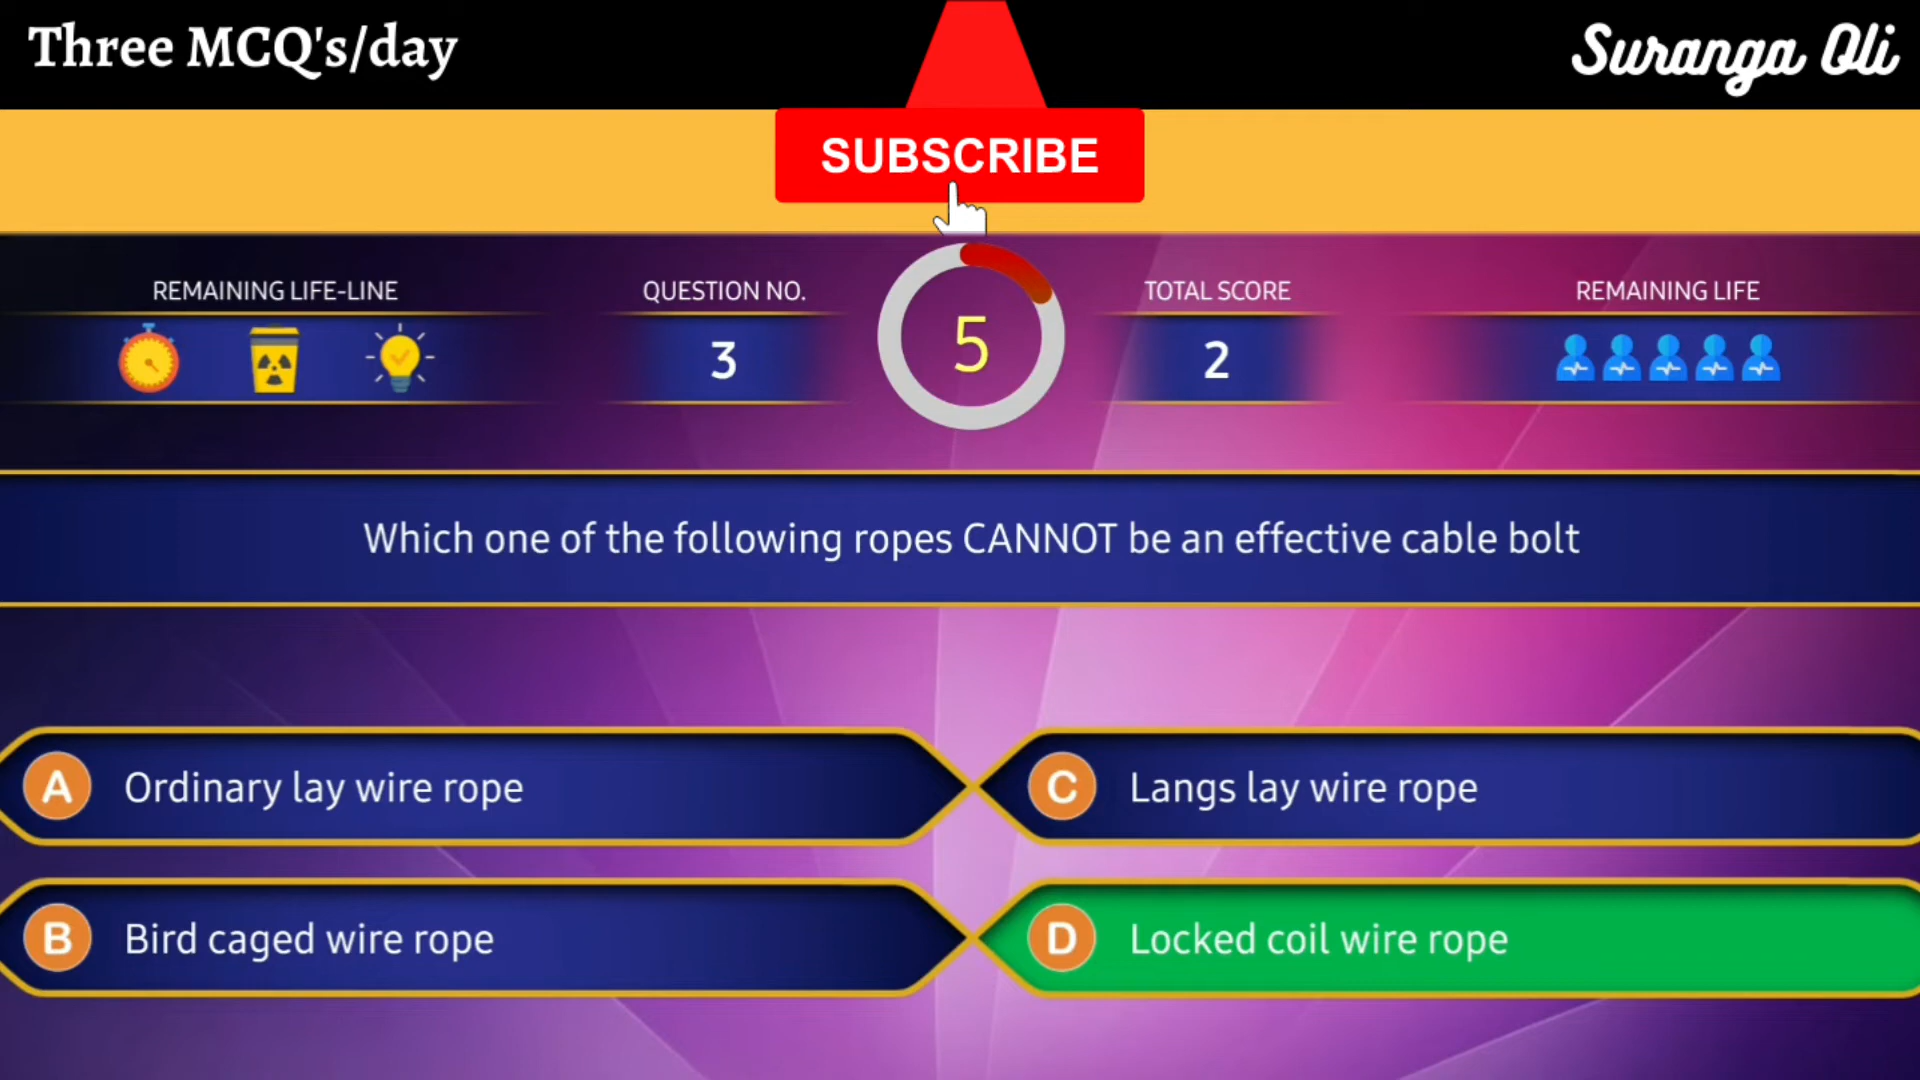 Three MCQ's/day
Suranga Oli
SUBSCRIBE
REMAINING LIFE-LINE
QUESTION NO.
3
5
TOTAL SCORE
2
REMAINING LIFE
Which one of the following ropes CANNOT be an effective cable bolt
A Ordinary lay wire rope
B Bird caged wire rope
C Langs lay wire rope
D Locked coil wire rope